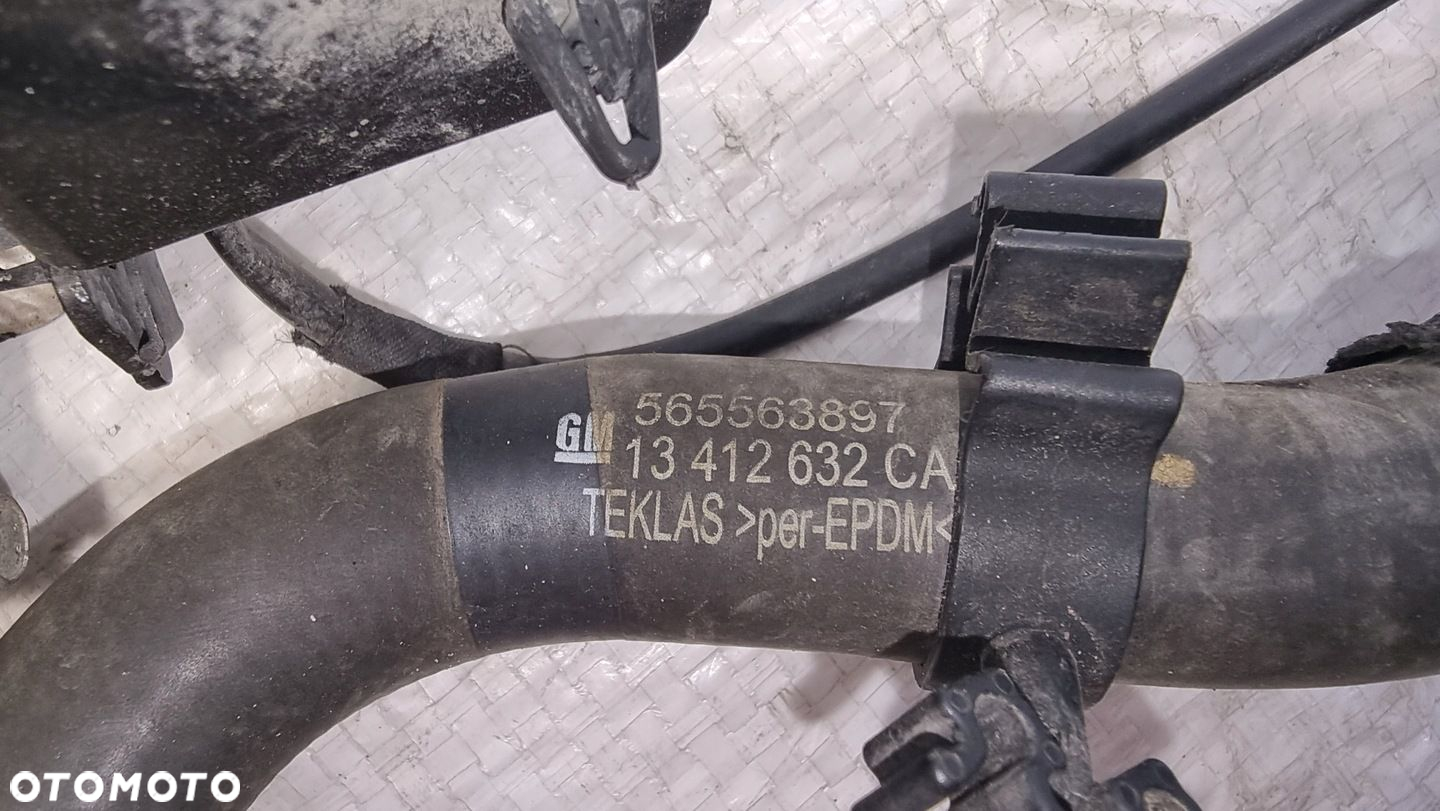 565563897
GM 13 412 632 CA
TEKLAS >per-EPDM<
OTOMOTO